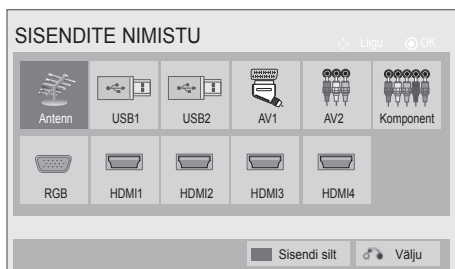 SISENDITE NIMISTU
Liigu OK
Antenn USB1 USB2 AV1 AV2 Komponent
RGB HDMI1 HDMI2 HDMI3 HDMI4
Sisendi silt Välju